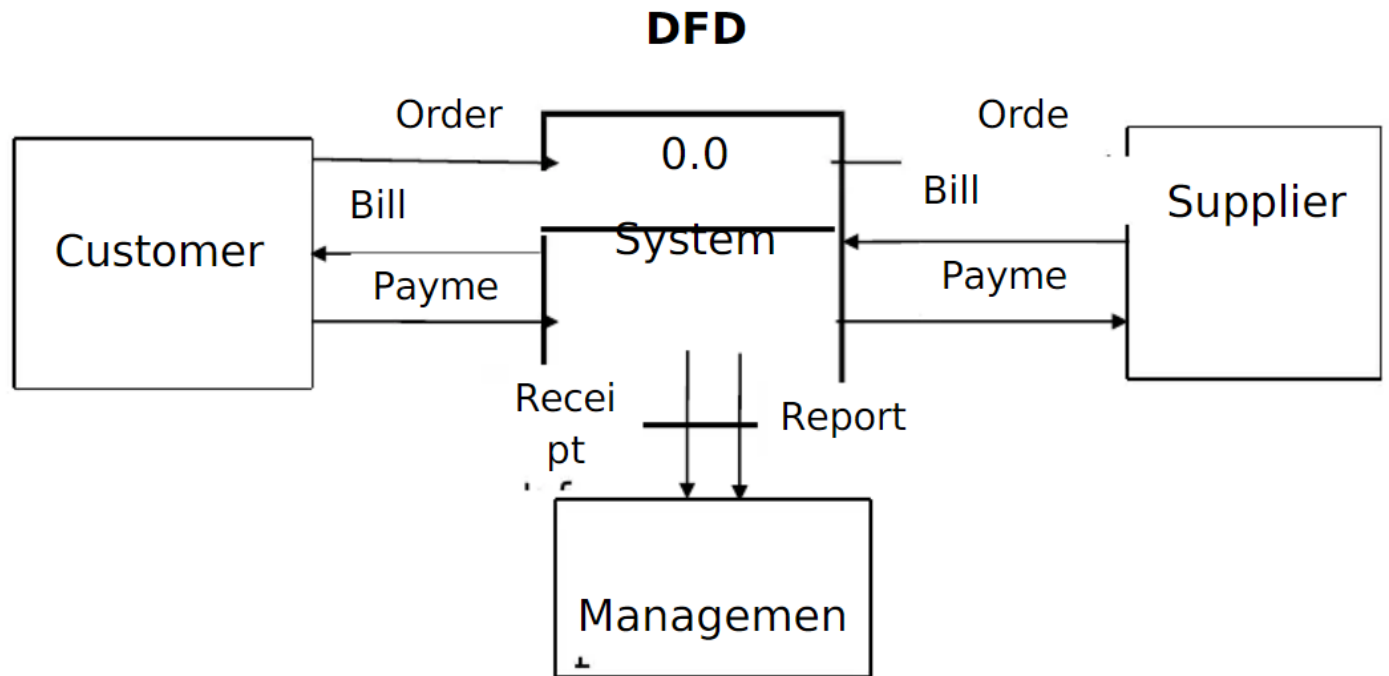 DFD
Order
0.0
Orde
Bill
Bill
Supplier
Customer
System
Payme
Payme
Recei
pt
Report
Managemen